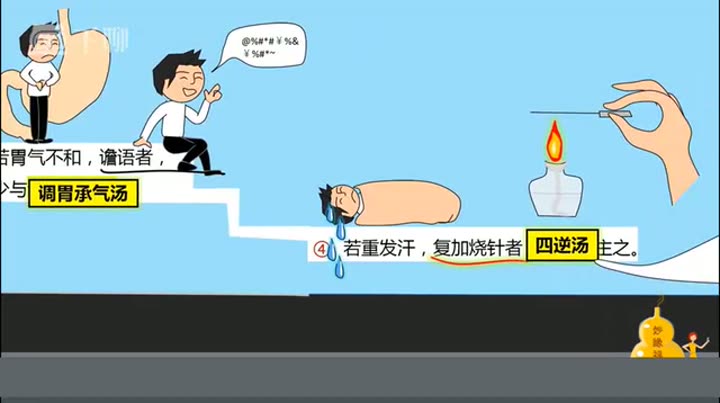 @%#*#￥%&
￥%#*~
若胃气不和，谵语者，
少与调胃承气汤
④ 若重发汗，复加烧针者四逆汤主之。